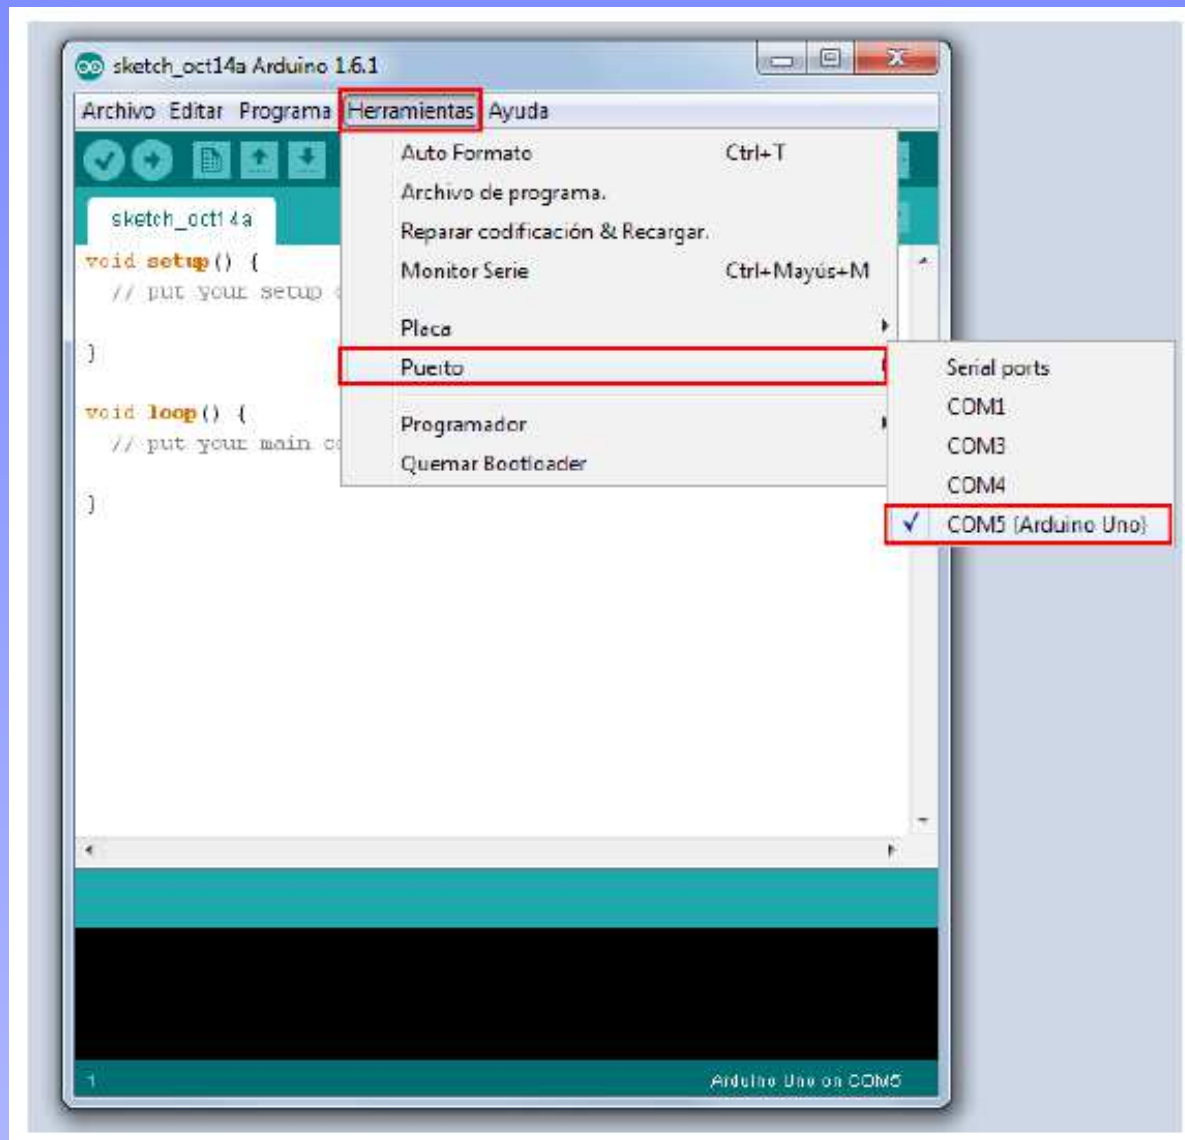 sketch_oct14a Arduino 1.6.1
Archivo Editar Programa Herramientas Ayuda
Auto Formato Ctrl+T
Archivo de programa.
Reparar codificación & Recargar.
Monitor Serie Ctrl+Mayús+M
Placa
Puerto
Programador
Quemar Bootloader
Serial ports
COM1
COM3
COM4
COM5 (Arduino Uno)
sketch_oct14a
void setup() {
// put your setup
}
void loop() {
// put your main
}
1
Arduino Uno on COM5